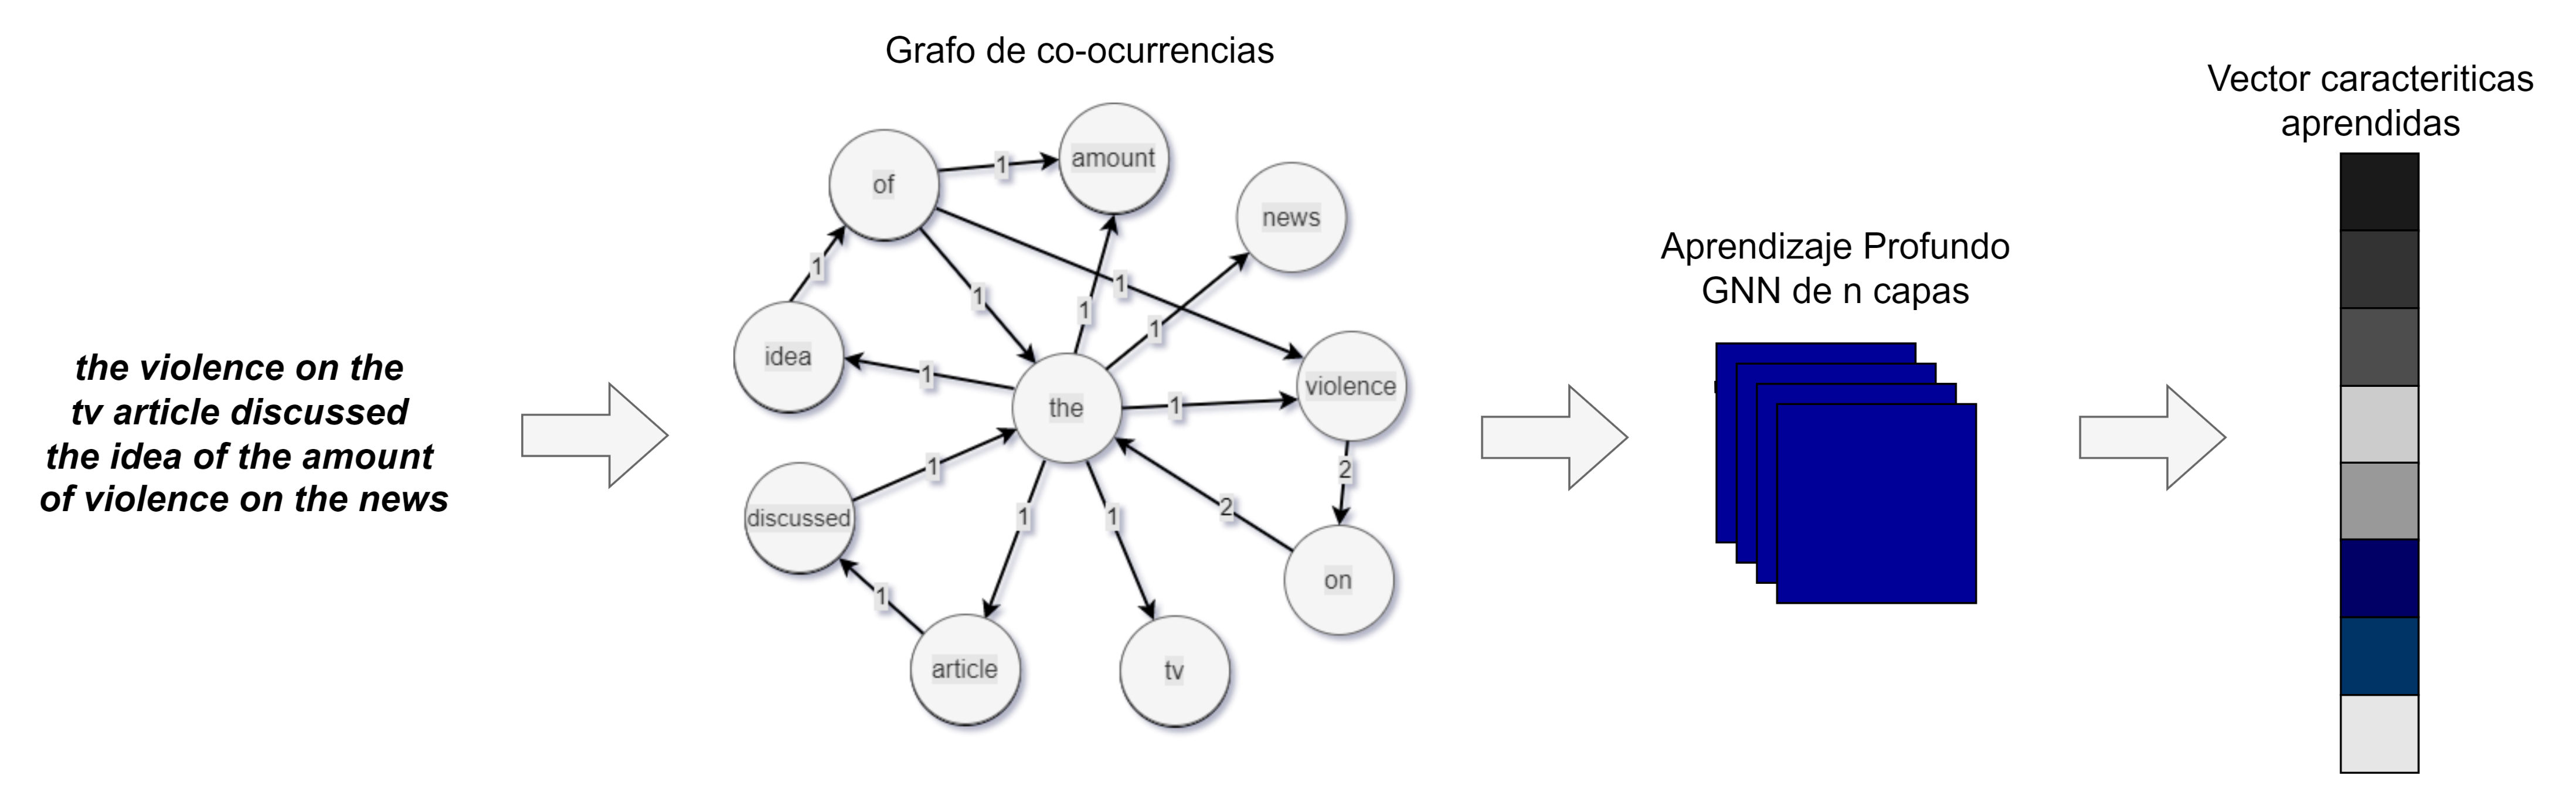 the violence on the
tv article discussed
the idea of the amount
of violence on the news
Grafo de co-ocurrencias
of
1
amount
news
1
1
1
1
1
idea
1
the
1
violence
discussed
1
2
2
1
1
1
on
article
tv
Aprendizaje Profundo
GNN de n capas
Vector caracteriticas
aprendidas